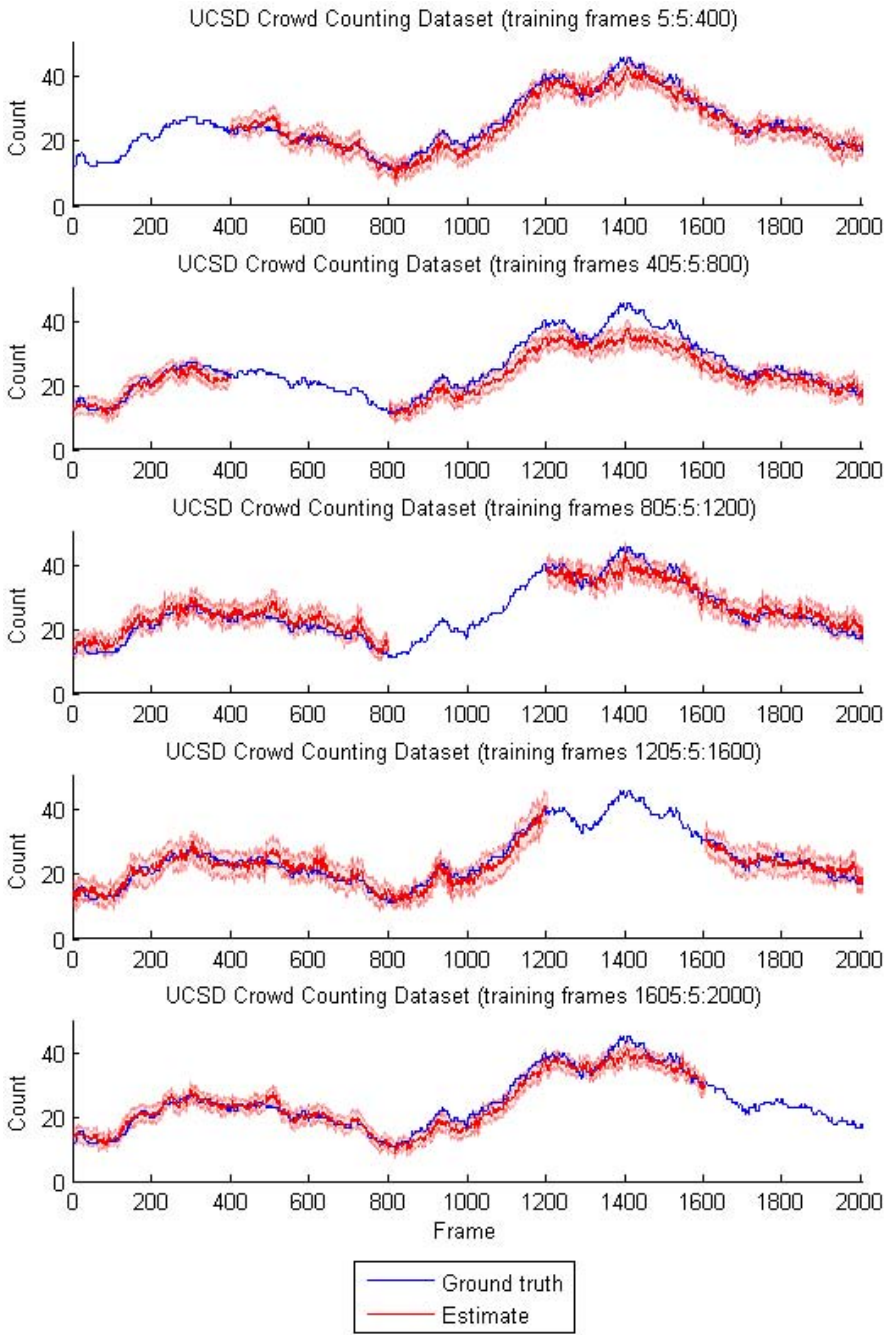 UCSD Crowd Counting Dataset (training frames 5:5:400)
Count
40
20
0
0 200 400 600 800 1000 1200 1400 1600 1800 2000
UCSD Crowd Counting Dataset (training frames 405:5:800)
Count
40
20
0
0 200 400 600 800 1000 1200 1400 1600 1800 2000
UCSD Crowd Counting Dataset (training frames 805:5:1200)
Count
40
20
0
0 200 400 600 800 1000 1200 1400 1600 1800 2000
UCSD Crowd Counting Dataset (training frames 1205:5:1600)
Count
40
20
0
0 200 400 600 800 1000 1200 1400 1600 1800 2000
UCSD Crowd Counting Dataset (training frames 1605:5:2000)
Count
40
20
0
0 200 400 600 800 1000 1200 1400 1600 1800 2000
Frame
Ground truth
Estimate